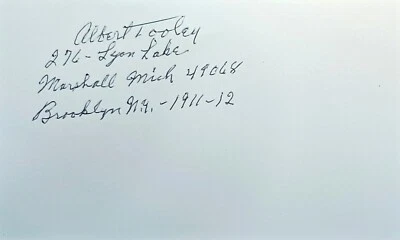 Albert Tooley
276 - Lyon Lake
Marshall Mich 49068
Brooklyn N.Y. - 1911-12